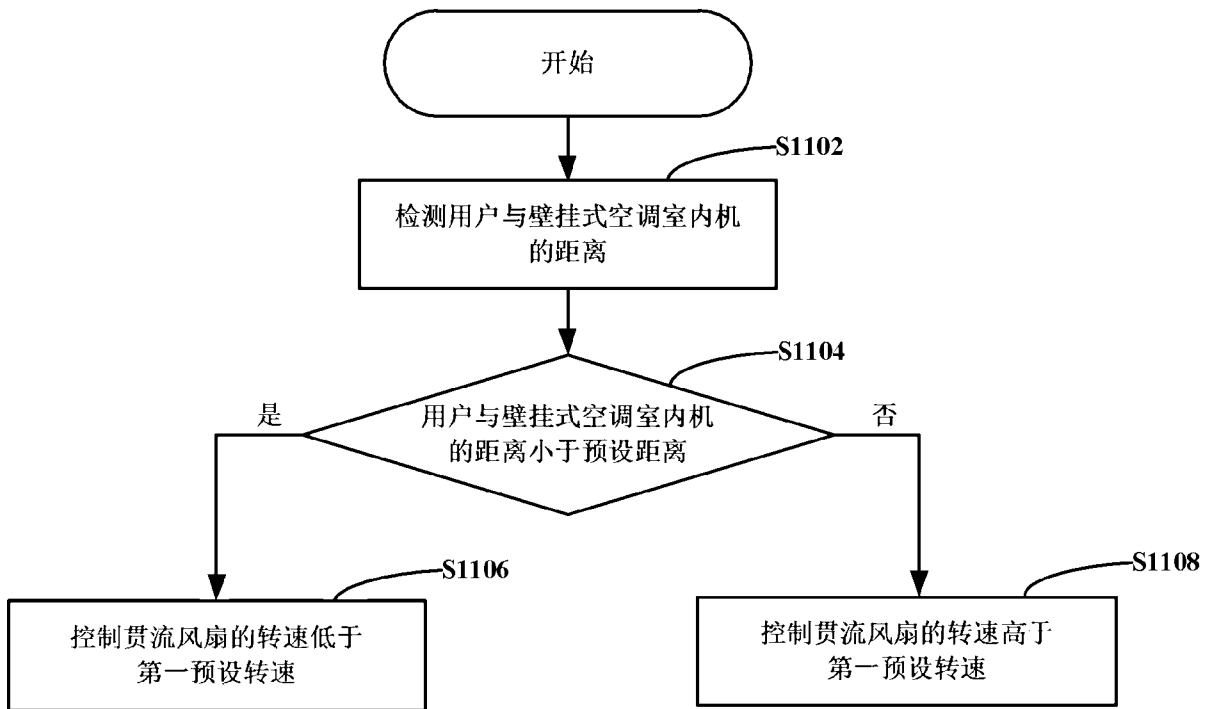 开始
S1102
检测用户与壁挂式空调室内机
的距离
S1104
是
用户与壁挂式空调室内机
的距离小于预设距离
否
S1106
控制贯流风扇的转速低于
第一预设转速
S1108
控制贯流风扇的转速高于
第一预设转速